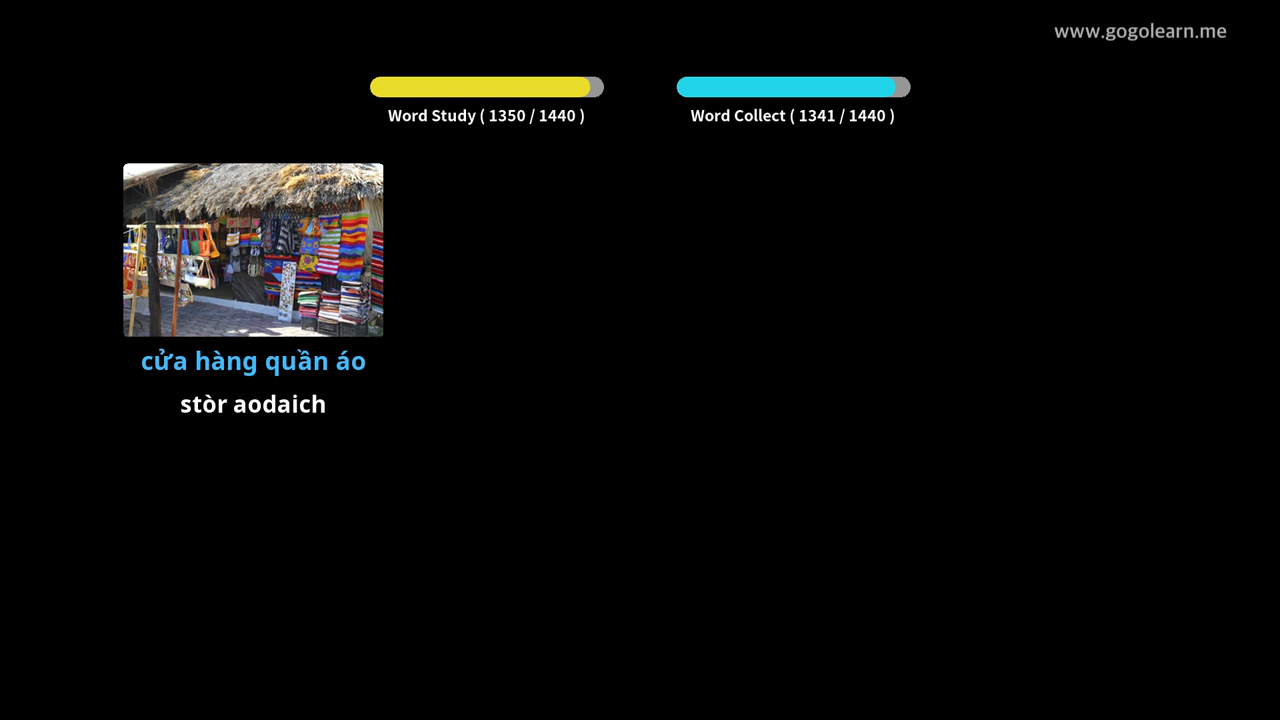 www.gogolearn.me
Word Study ( 1350 / 1440 )
Word Collect ( 1341 / 1440 )
cửa hàng quần áo
stòr aodaich